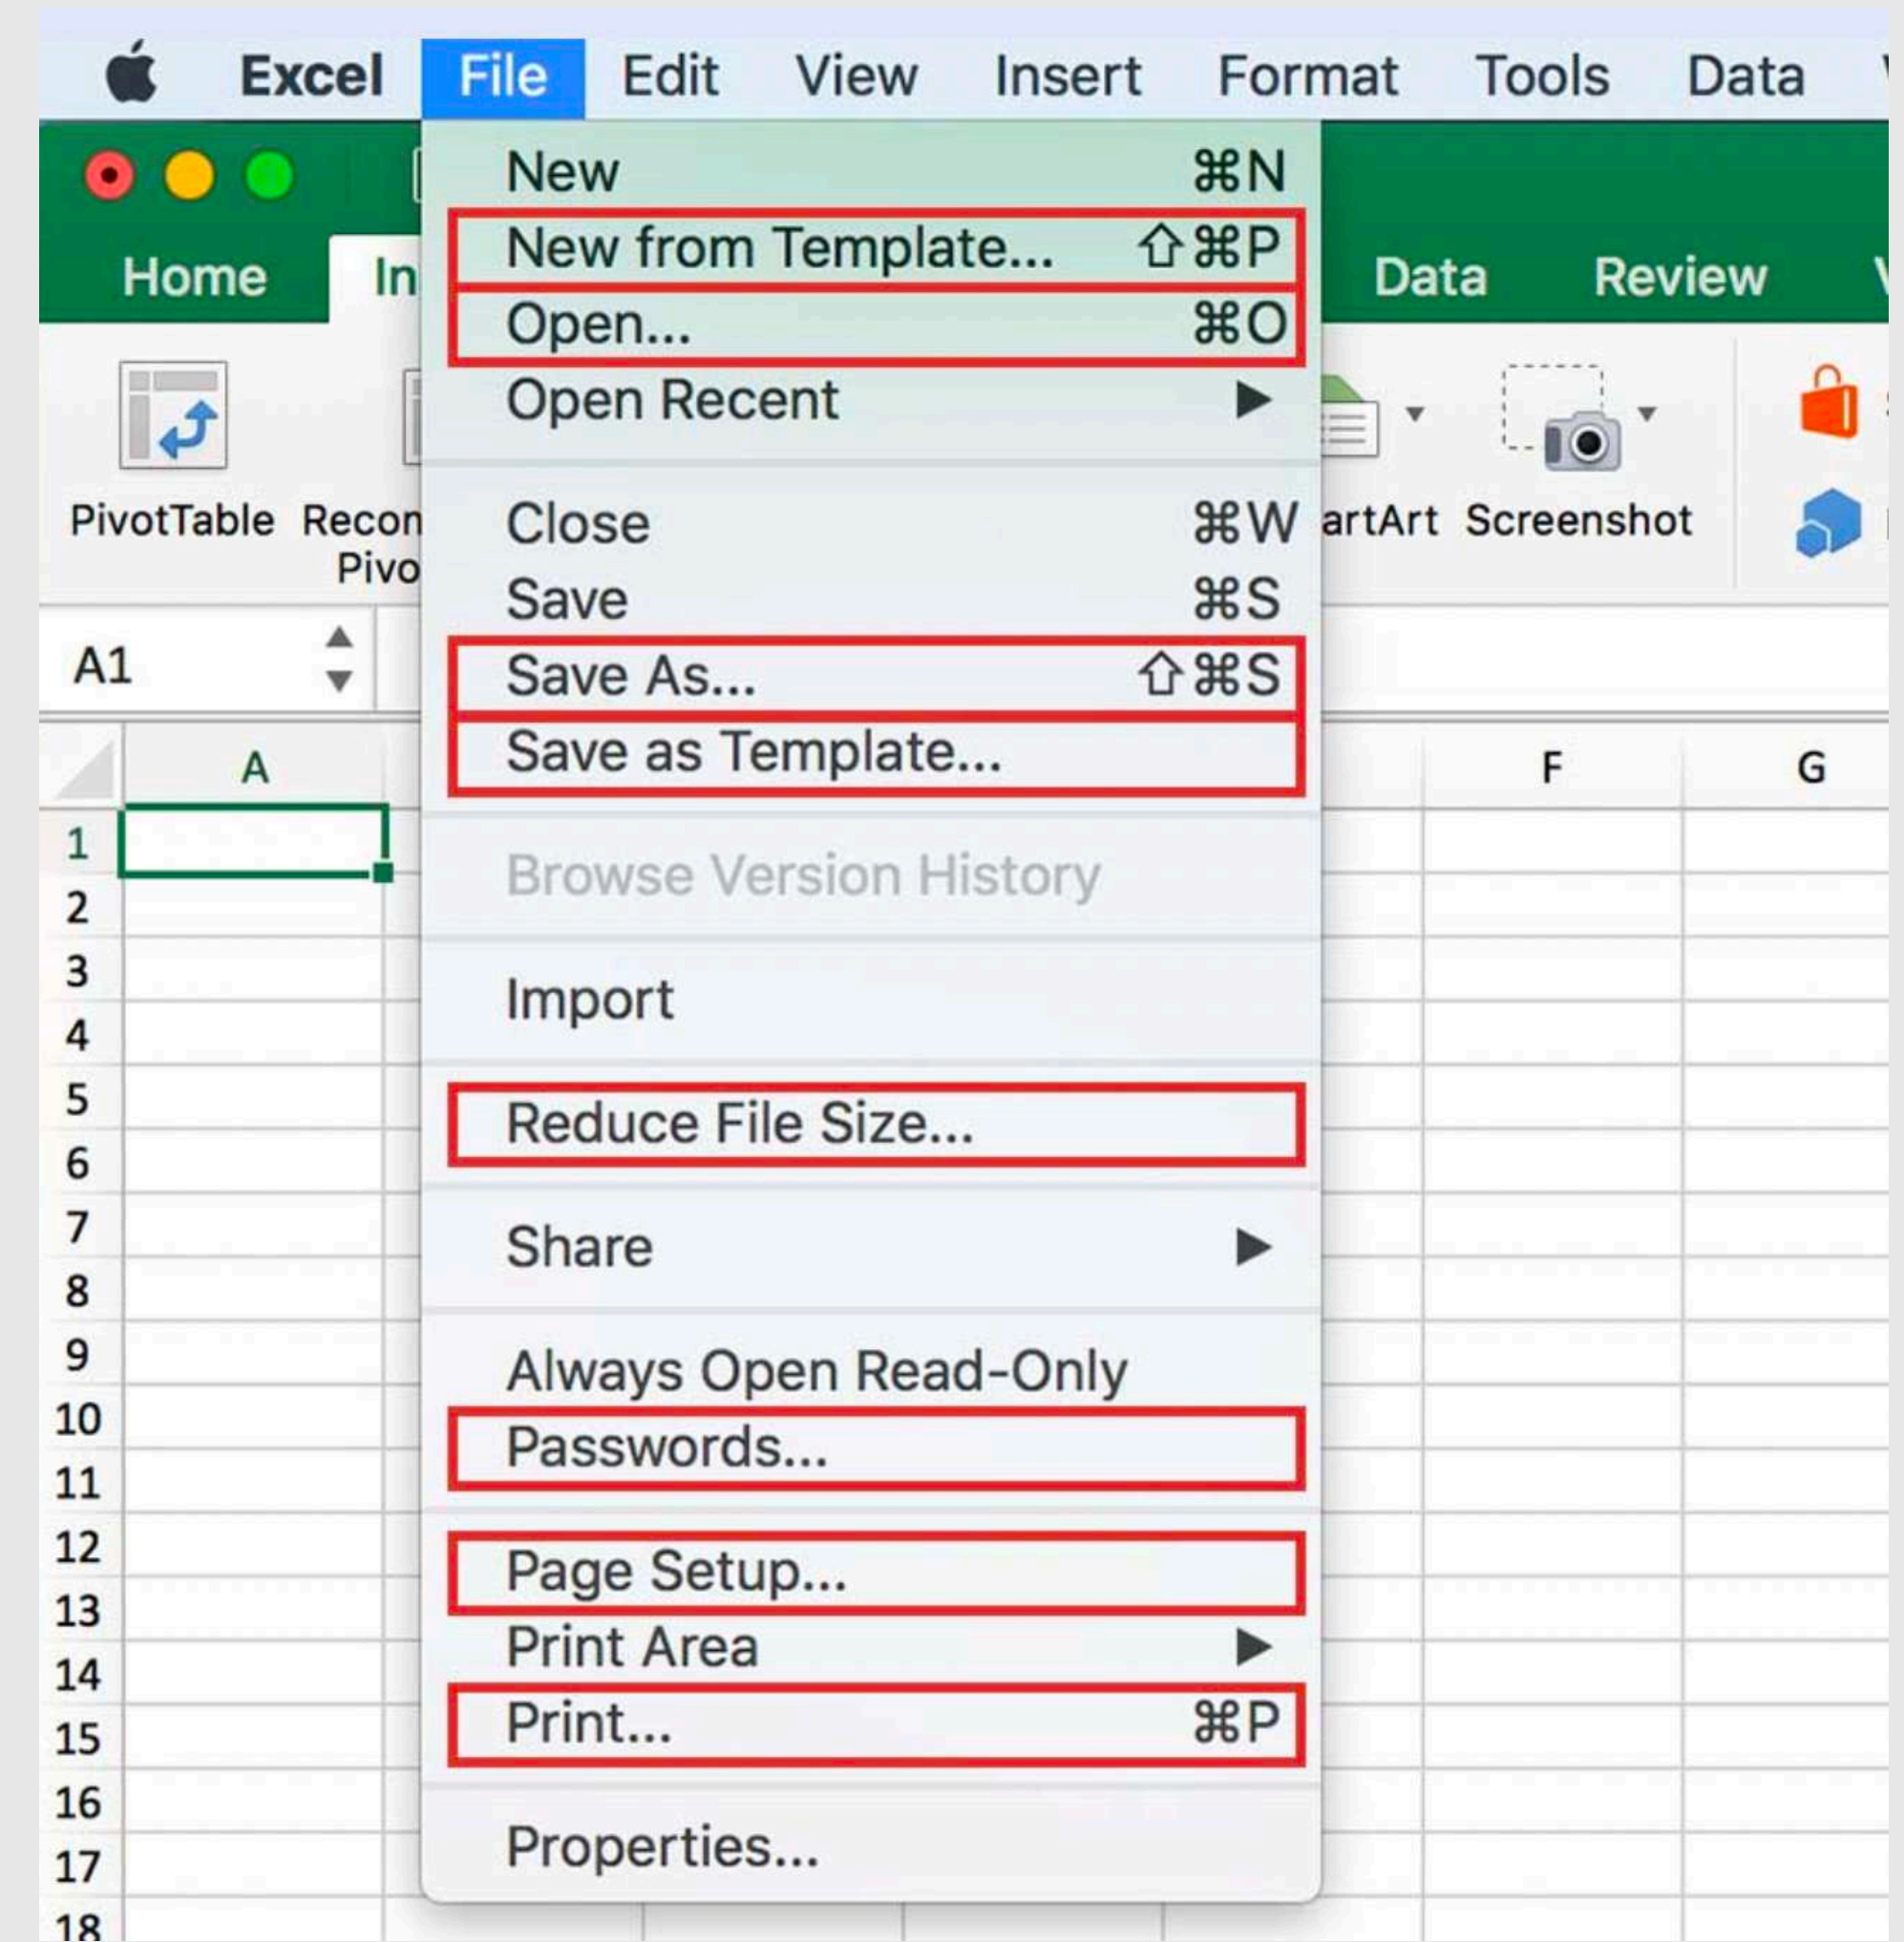 Excel File Edit View Insert Format Tools Data
New ⌘N
New from Template... ⇧⌘P
Home Data Review
Open... ⌘O
Open Recent ▶
PivotTable artArt Screenshot
Close ⌘W
Save ⌘S
A1
Save As... ⇧⌘S
Save as Template...
A F G
1
Browse Version History
2
3
Import
4
5
Reduce File Size...
6
7
Share ▶
8
9
Always Open Read-Only
10
Passwords...
11
12
Page Setup...
13
Print Area ▶
14
Print... ⌘P
15
16
Properties...
17
18